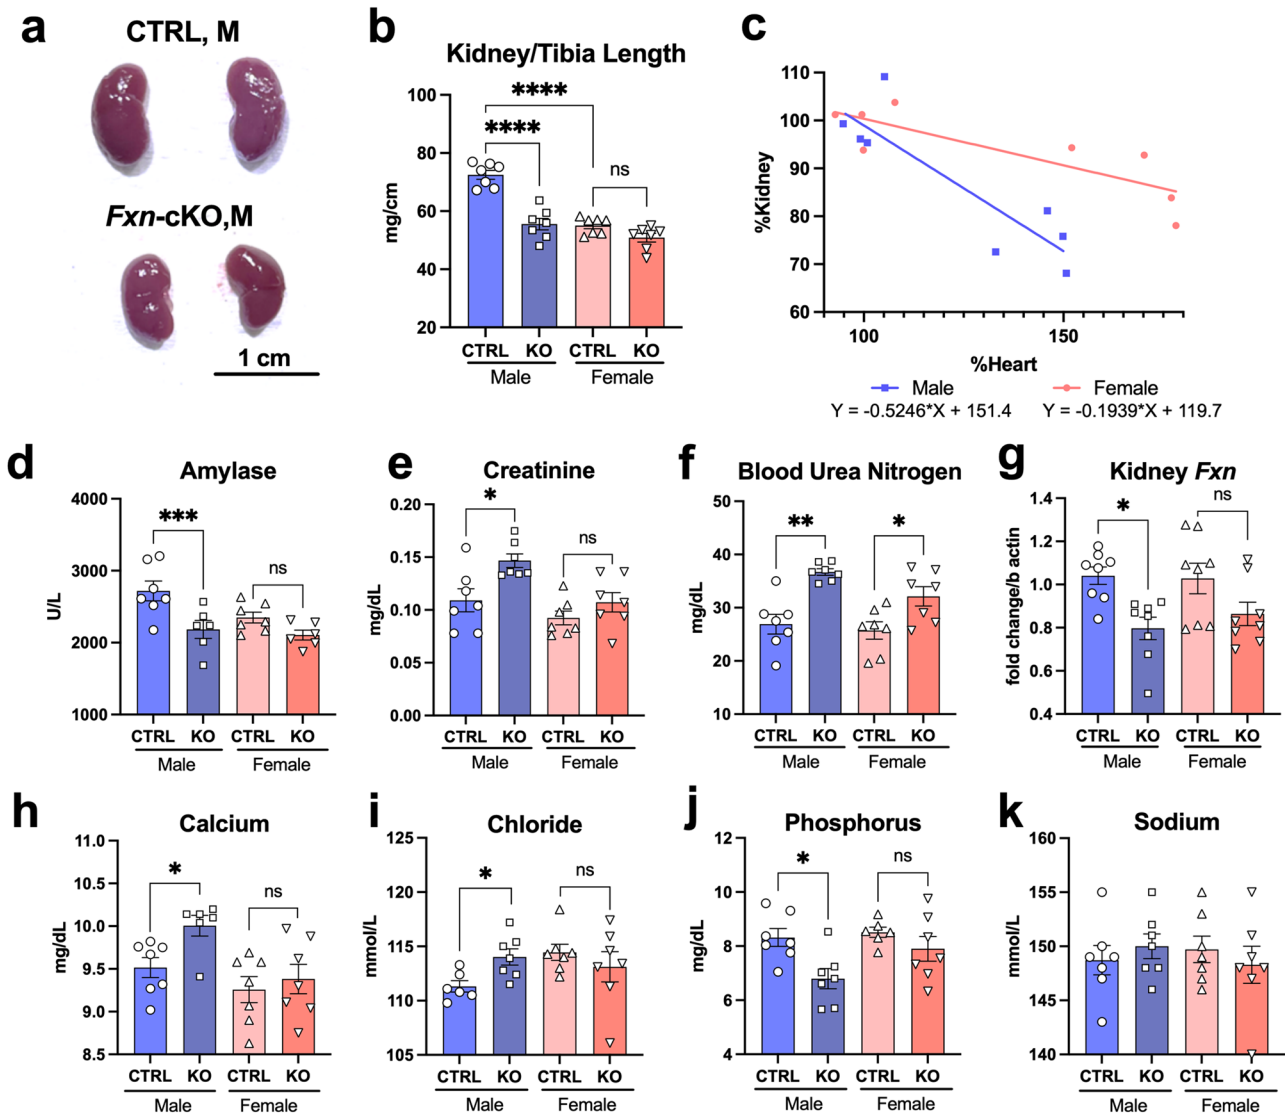 a
CTRL, M
Fxn-cKO,M
1 cm
b
Kidney/Tibia Length
mg/cm
100
80
60
40
20
****
****
ns
CTRL KO CTRL KO
Male Female
c
%Kidney
110
100
90
80
70
60
100 150
%Heart
Male Female
Y = -0.5246*X + 151.4 Y = -0.1939*X + 119.7
d
Amylase
U/L
4000
3000
2000
1000
***
ns
CTRL KO CTRL KO
Male Female
e
Creatinine
mg/dL
0.20
0.15
0.10
0.05
0.00
*
ns
CTRL KO CTRL KO
Male Female
f
Blood Urea Nitrogen
mg/dL
50
40
30
20
10
**
*
CTRL KO CTRL KO
Male Female
g
Kidney Fxn
fold change/b actin
1.4
1.2
1.0
0.8
0.6
0.4
*
ns
CTRL KO CTRL KO
Male Female
h
Calcium
mg/dL
11.0
10.5
10.0
9.5
9.0
8.5
*
ns
CTRL KO CTRL KO
Male Female
i
Chloride
mmol/L
125
120
115
110
105
*
ns
CTRL KO CTRL KO
Male Female
j
Phosphorus
mg/dL
12
10
8
6
4
*
ns
CTRL KO CTRL KO
Male Female
k
Sodium
mmol/L
160
155
150
145
140
CTRL KO CTRL KO
Male Female